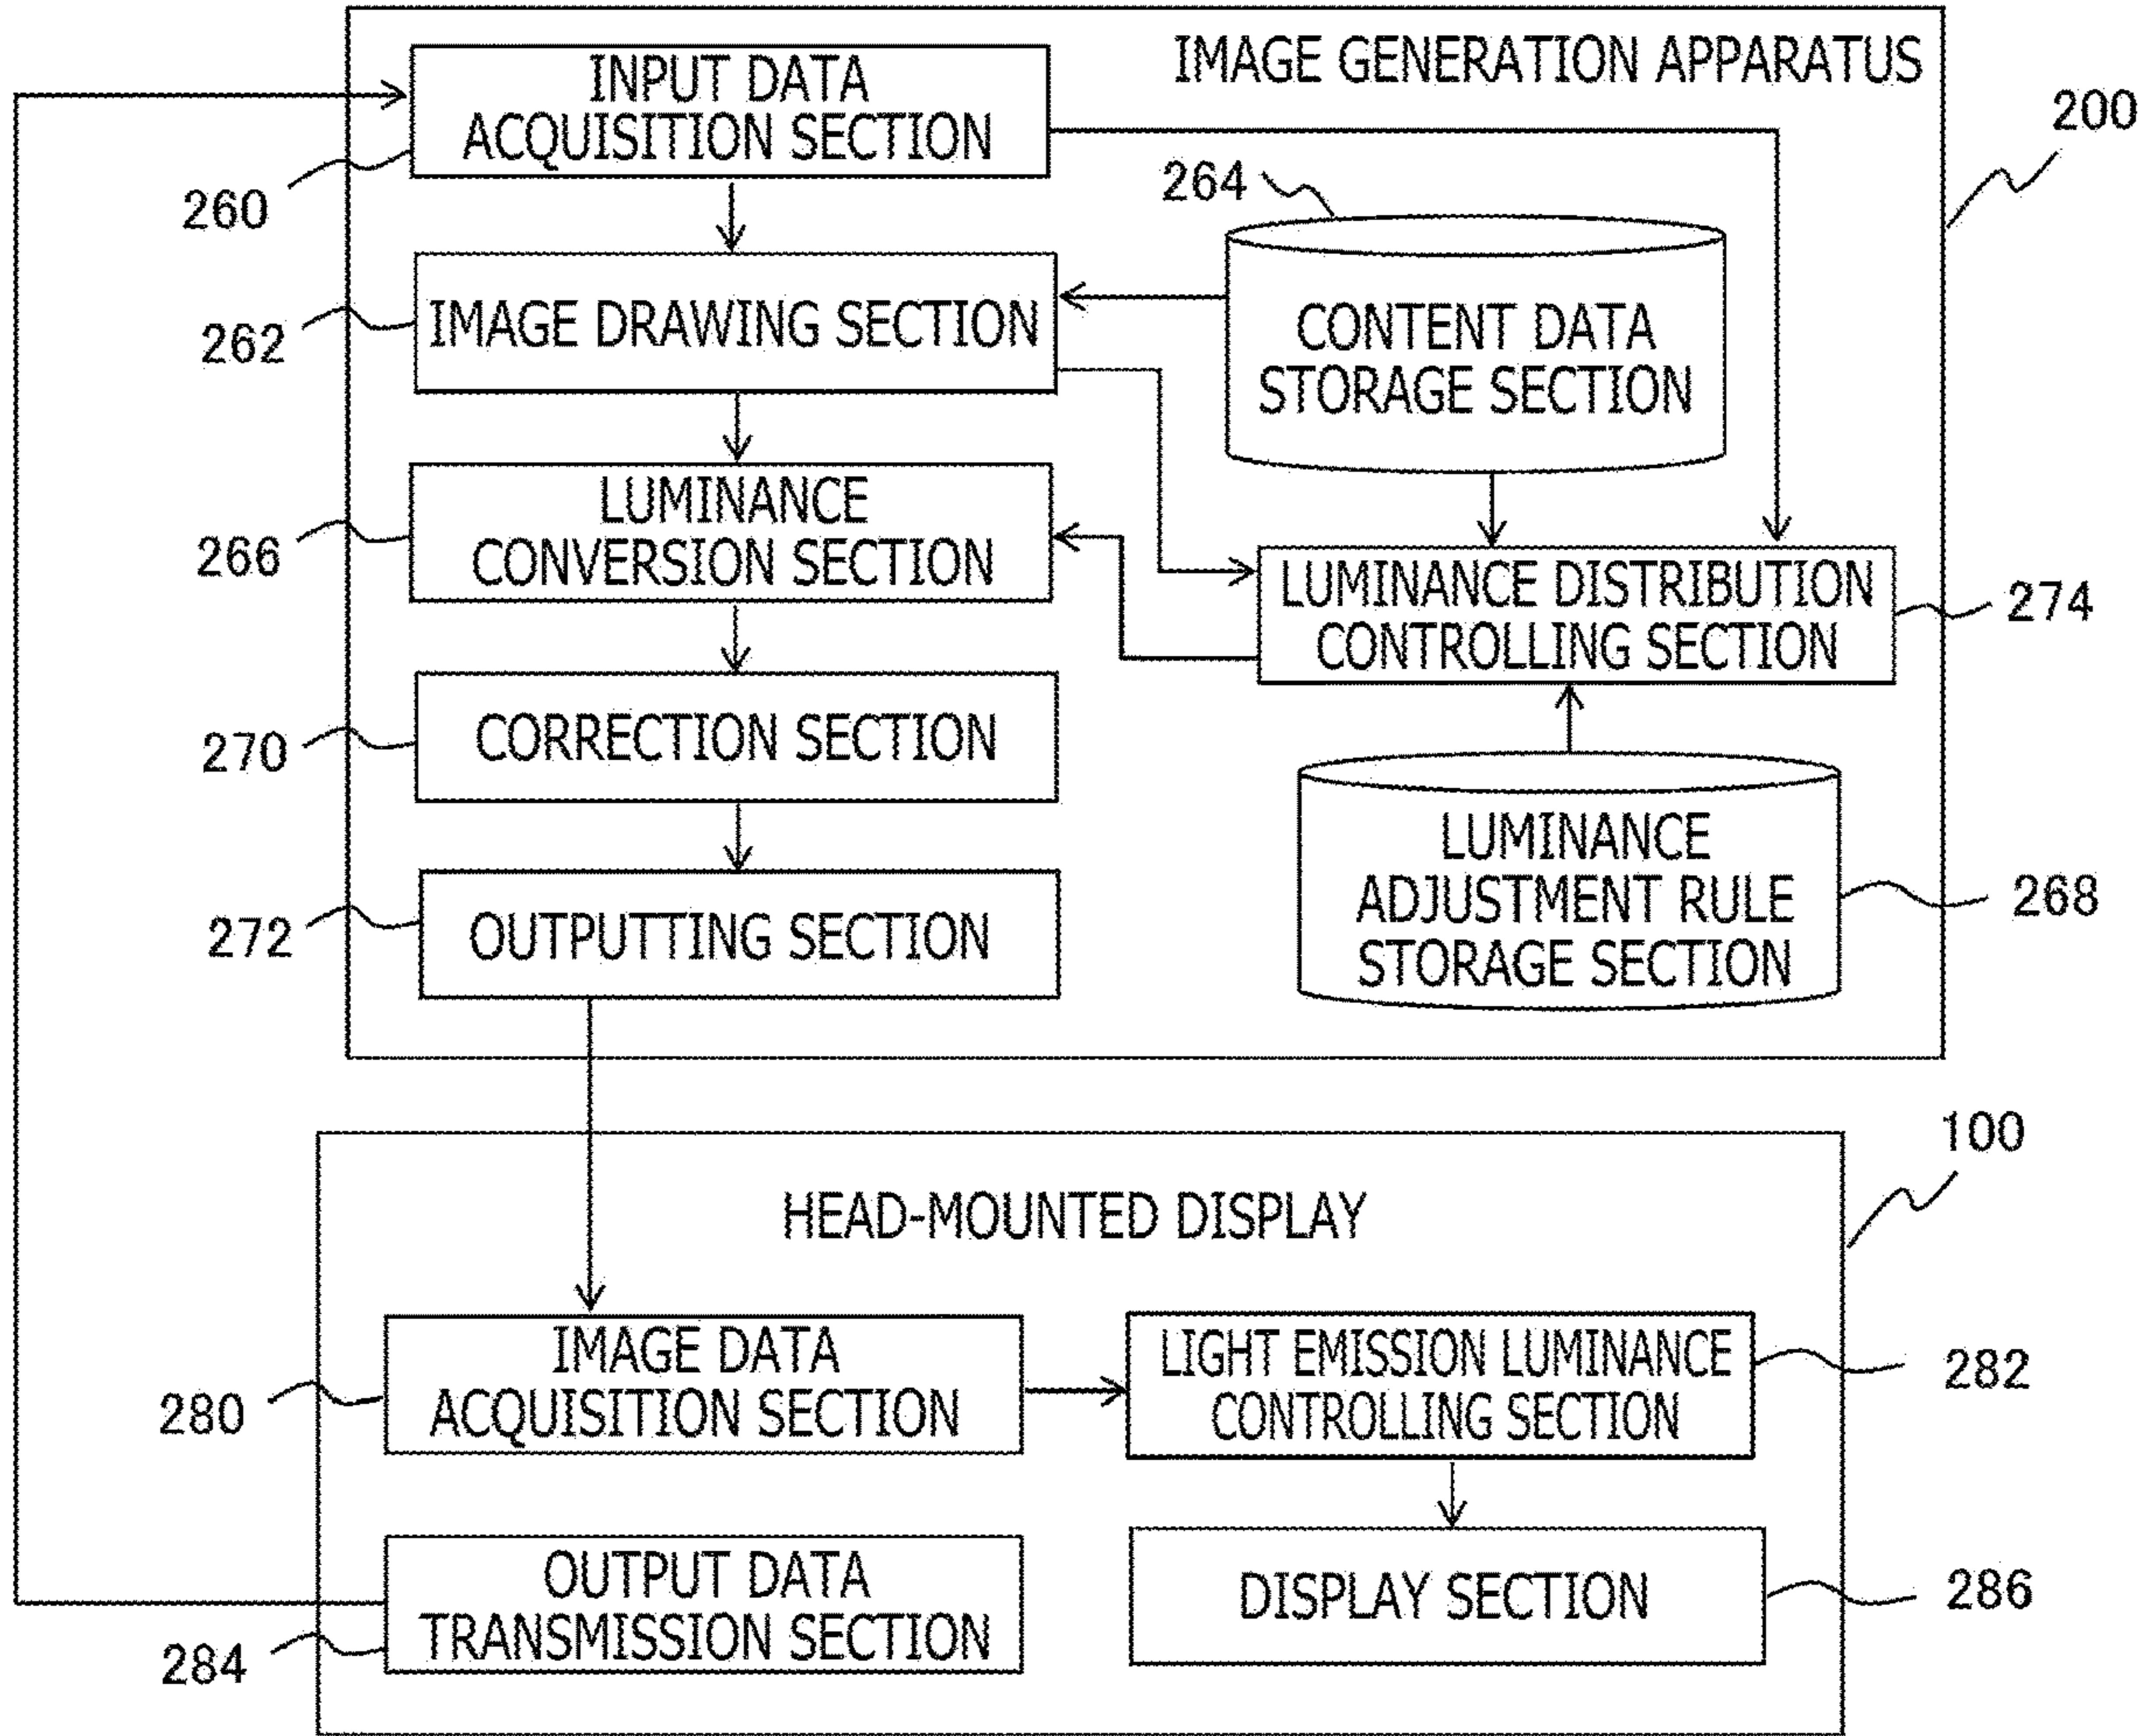 IMAGE GENERATION APPARATUS
200
INPUT DATA
ACQUISITION SECTION
260
264
IMAGE DRAWING SECTION
262
CONTENT DATA
STORAGE SECTION
LUMINANCE
CONVERSION SECTION
266
LUMINANCE DISTRIBUTION
CONTROLLING SECTION
274
CORRECTION SECTION
270
LUMINANCE
ADJUSTMENT RULE
STORAGE SECTION
268
OUTPUTTING SECTION
272
100
HEAD-MOUNTED DISPLAY
IMAGE DATA
ACQUISITION SECTION
280
LIGHT EMISSION LUMINANCE
CONTROLLING SECTION
282
OUTPUT DATA
TRANSMISSION SECTION
284
DISPLAY SECTION
286